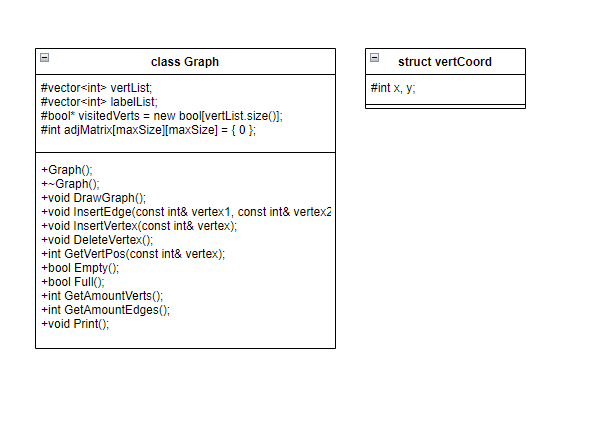 class Graph
#vector<int> vertList;
#vector<int> labelList;
#bool* visitedVerts = new bool[vertList.size()];
#int adjMatrix[maxSize][maxSize] = { 0 };
+Graph();
+~Graph();
+void DrawGraph();
+void InsertEdge(const int& vertex1, const int& vertex2
+void InsertVertex(const int& vertex);
+void DeleteVertex();
+int GetVertPos(const int& vertex);
+bool Empty();
+bool Full();
+int GetAmountVerts();
+int GetAmountEdges();
+void Print();
struct vertCoord
#int x, y;